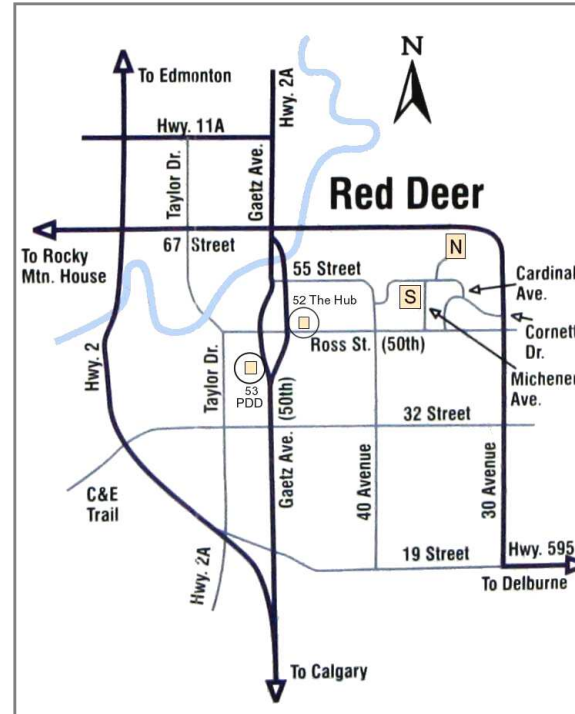 N
To Edmonton
Hwy. 2A
Hwy. 11A
Taylor Dr.
Gaetz Ave.
Red Deer
To Rocky
Mtn. House
67 Street
N
55 Street
Cardinal
Ave.
S
52 The Hub
Cornett
Dr.
Ross St. (50th)
Michener
Ave.
Hwy. 2
Taylor Dr.
53
PDD
Gaetz Ave. (50th)
32 Street
40 Avenue
30 Avenue
C&E
Trail
19 Street
Hwy. 595
To Delburne
Hwy. 2A
To Calgary